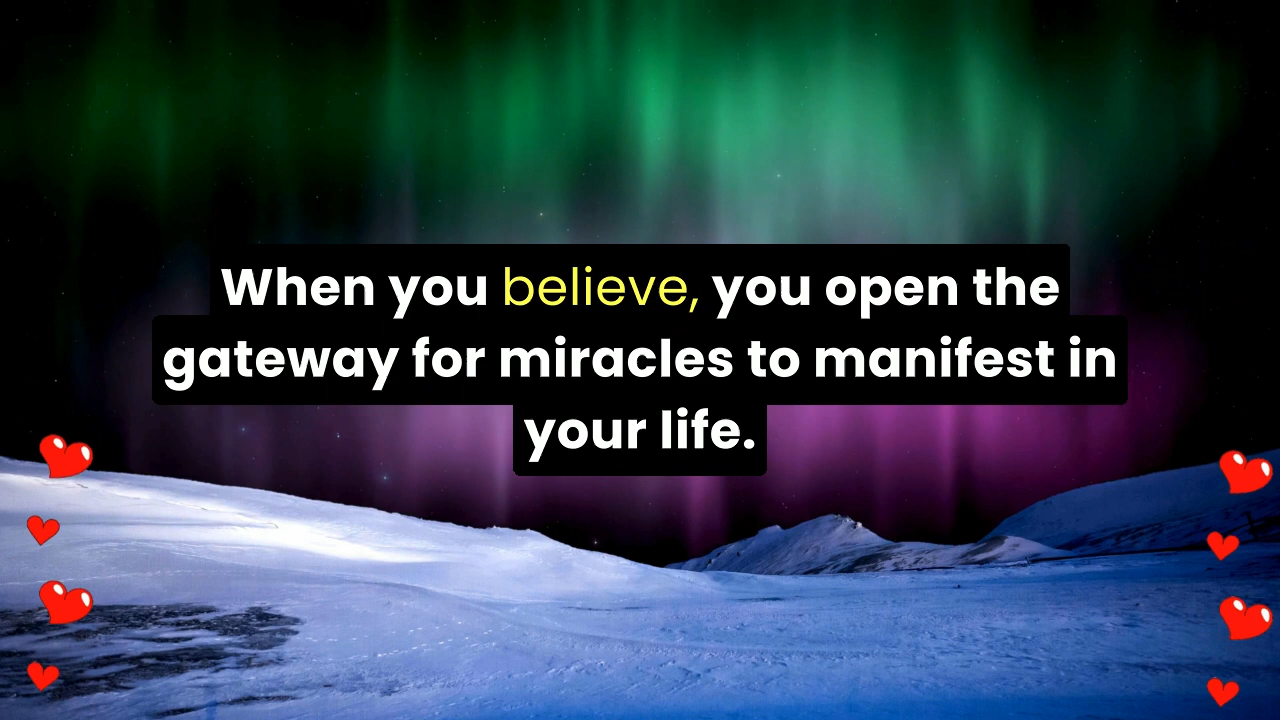 When you believe, you open the
gateway for miracles to manifest in
your life.